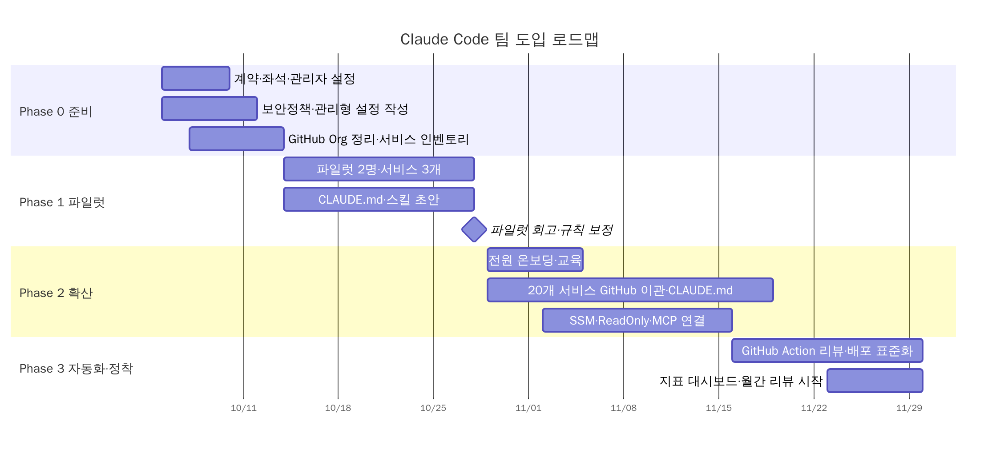 Claude Code 팀 도입 로드맵
Phase 0 준비
계약·좌석·관리자 설정
보안정책·관리형 설정 작성
GitHub Org 정리·서비스 인벤토리
Phase 1 파일럿
파일럿 2명·서비스 3개
CLAUDE.md·스킬 초안
파일럿 회고·규칙 보정
Phase 2 확산
전원 온보딩·교육
20개 서비스 GitHub 이관·CLAUDE.md
SSM·ReadOnly·MCP 연결
Phase 3 자동화·정착
GitHub Action 리뷰·배포 표준화
지표 대시보드·월간 리뷰 시작
10/11 10/18 10/25 11/01 11/08 11/15 11/22 11/29